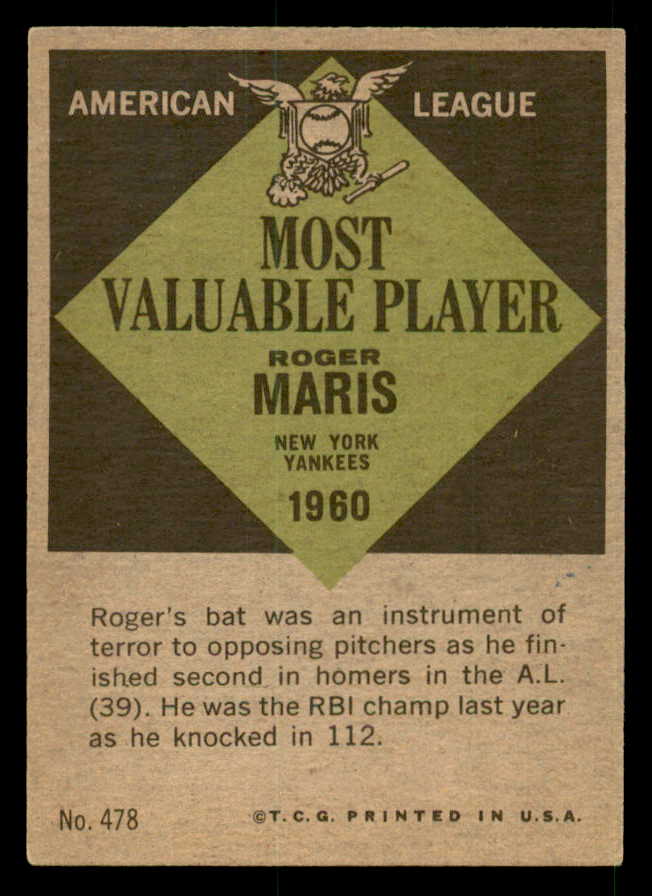 AMERICAN LEAGUE
MOST
VALUABLE PLAYER
ROGER
MARIS
NEW YORK
YANKEES
1960
Roger's bat was an instrument of
terror to opposing pitchers as he fin-
ished second in homers in the A.L.
(39). He was the RBI champ last year
as he knocked in 112.
No. 478 ©T.C.G. PRINTED IN U.S.A.